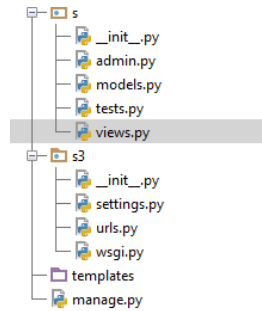 s
__init__.py
admin.py
models.py
tests.py
views.py
s3
__init__.py
settings.py
urls.py
wsgi.py
templates
manage.py